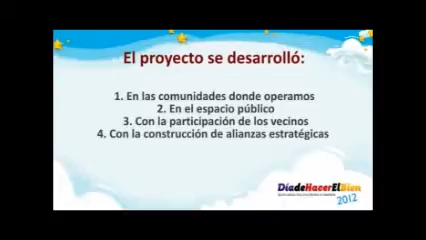 El proyecto se desarrolló:
1. En las comunidades donde operamos
2. En el espacio público
3. Con la participación de los vecinos
4. Con la construcción de alianzas estratégicas
DíadeHacerElBien
2012